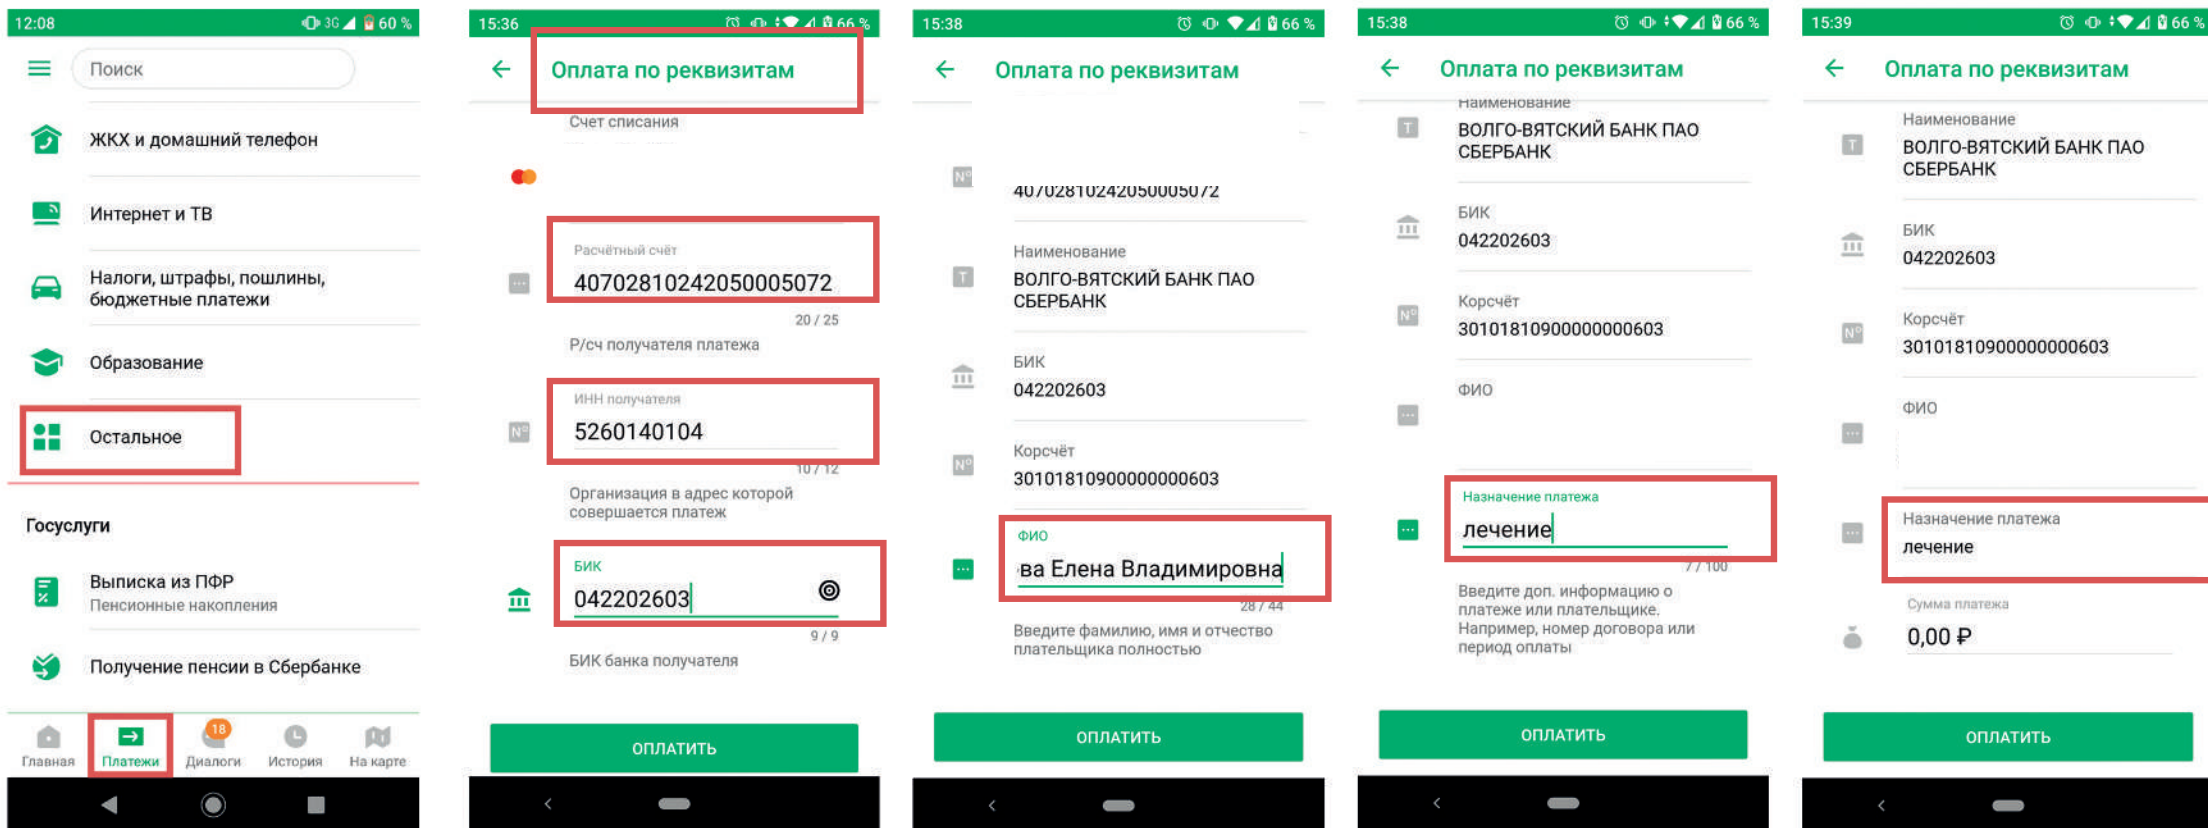 12:08
3G
60 %
Поиск
ЖКХ и домашний телефон
Интернет и ТВ
Налоги, штрафы, пошлины,
бюджетные платежи
Образование
Остальное
Госуслуги
Выписка из ПФР
Пенсионные накопления
Получение пенсии в Сбербанке
18
Главная
Платежи
Диалоги
История
На карте
15:36
66 %
Оплата по реквизитам
Счет списания
Расчётный счёт
40702810242050005072
20 / 25
Р/сч получателя платежа
ИНН получателя
N°
5260140104
10 / 12
Организация в адрес которой
совершается платеж
БИК
042202603
9 / 9
БИК банка получателя
ОПЛАТИТЬ
15:38
66 %
Оплата по реквизитам
N°
40702810242050005072
Наименование
T
ВОЛГО-ВЯТСКИЙ БАНК ПАО
СБЕРБАНК
БИК
042202603
Корсчёт
N°
30101810900000000603
ФИО
ва Елена Владимировна
28 / 44
Введите фамилию, имя и отчество
плательщика полностью
ОПЛАТИТЬ
15:38
66 %
Оплата по реквизитам
Наименование
T
ВОЛГО-ВЯТСКИЙ БАНК ПАО
СБЕРБАНК
БИК
042202603
Корсчёт
N°
30101810900000000603
ФИО
Назначение платежа
лечение
7 / 100
Введите доп. информацию о
платеже или плательщике.
Например, номер договора или
период оплаты
ОПЛАТИТЬ
15:39
66 %
Оплата по реквизитам
Наименование
T
ВОЛГО-ВЯТСКИЙ БАНК ПАО
СБЕРБАНК
БИК
042202603
Корсчёт
N°
30101810900000000603
ФИО
Назначение платежа
лечение
Сумма платежа
0,00 ₽
ОПЛАТИТЬ